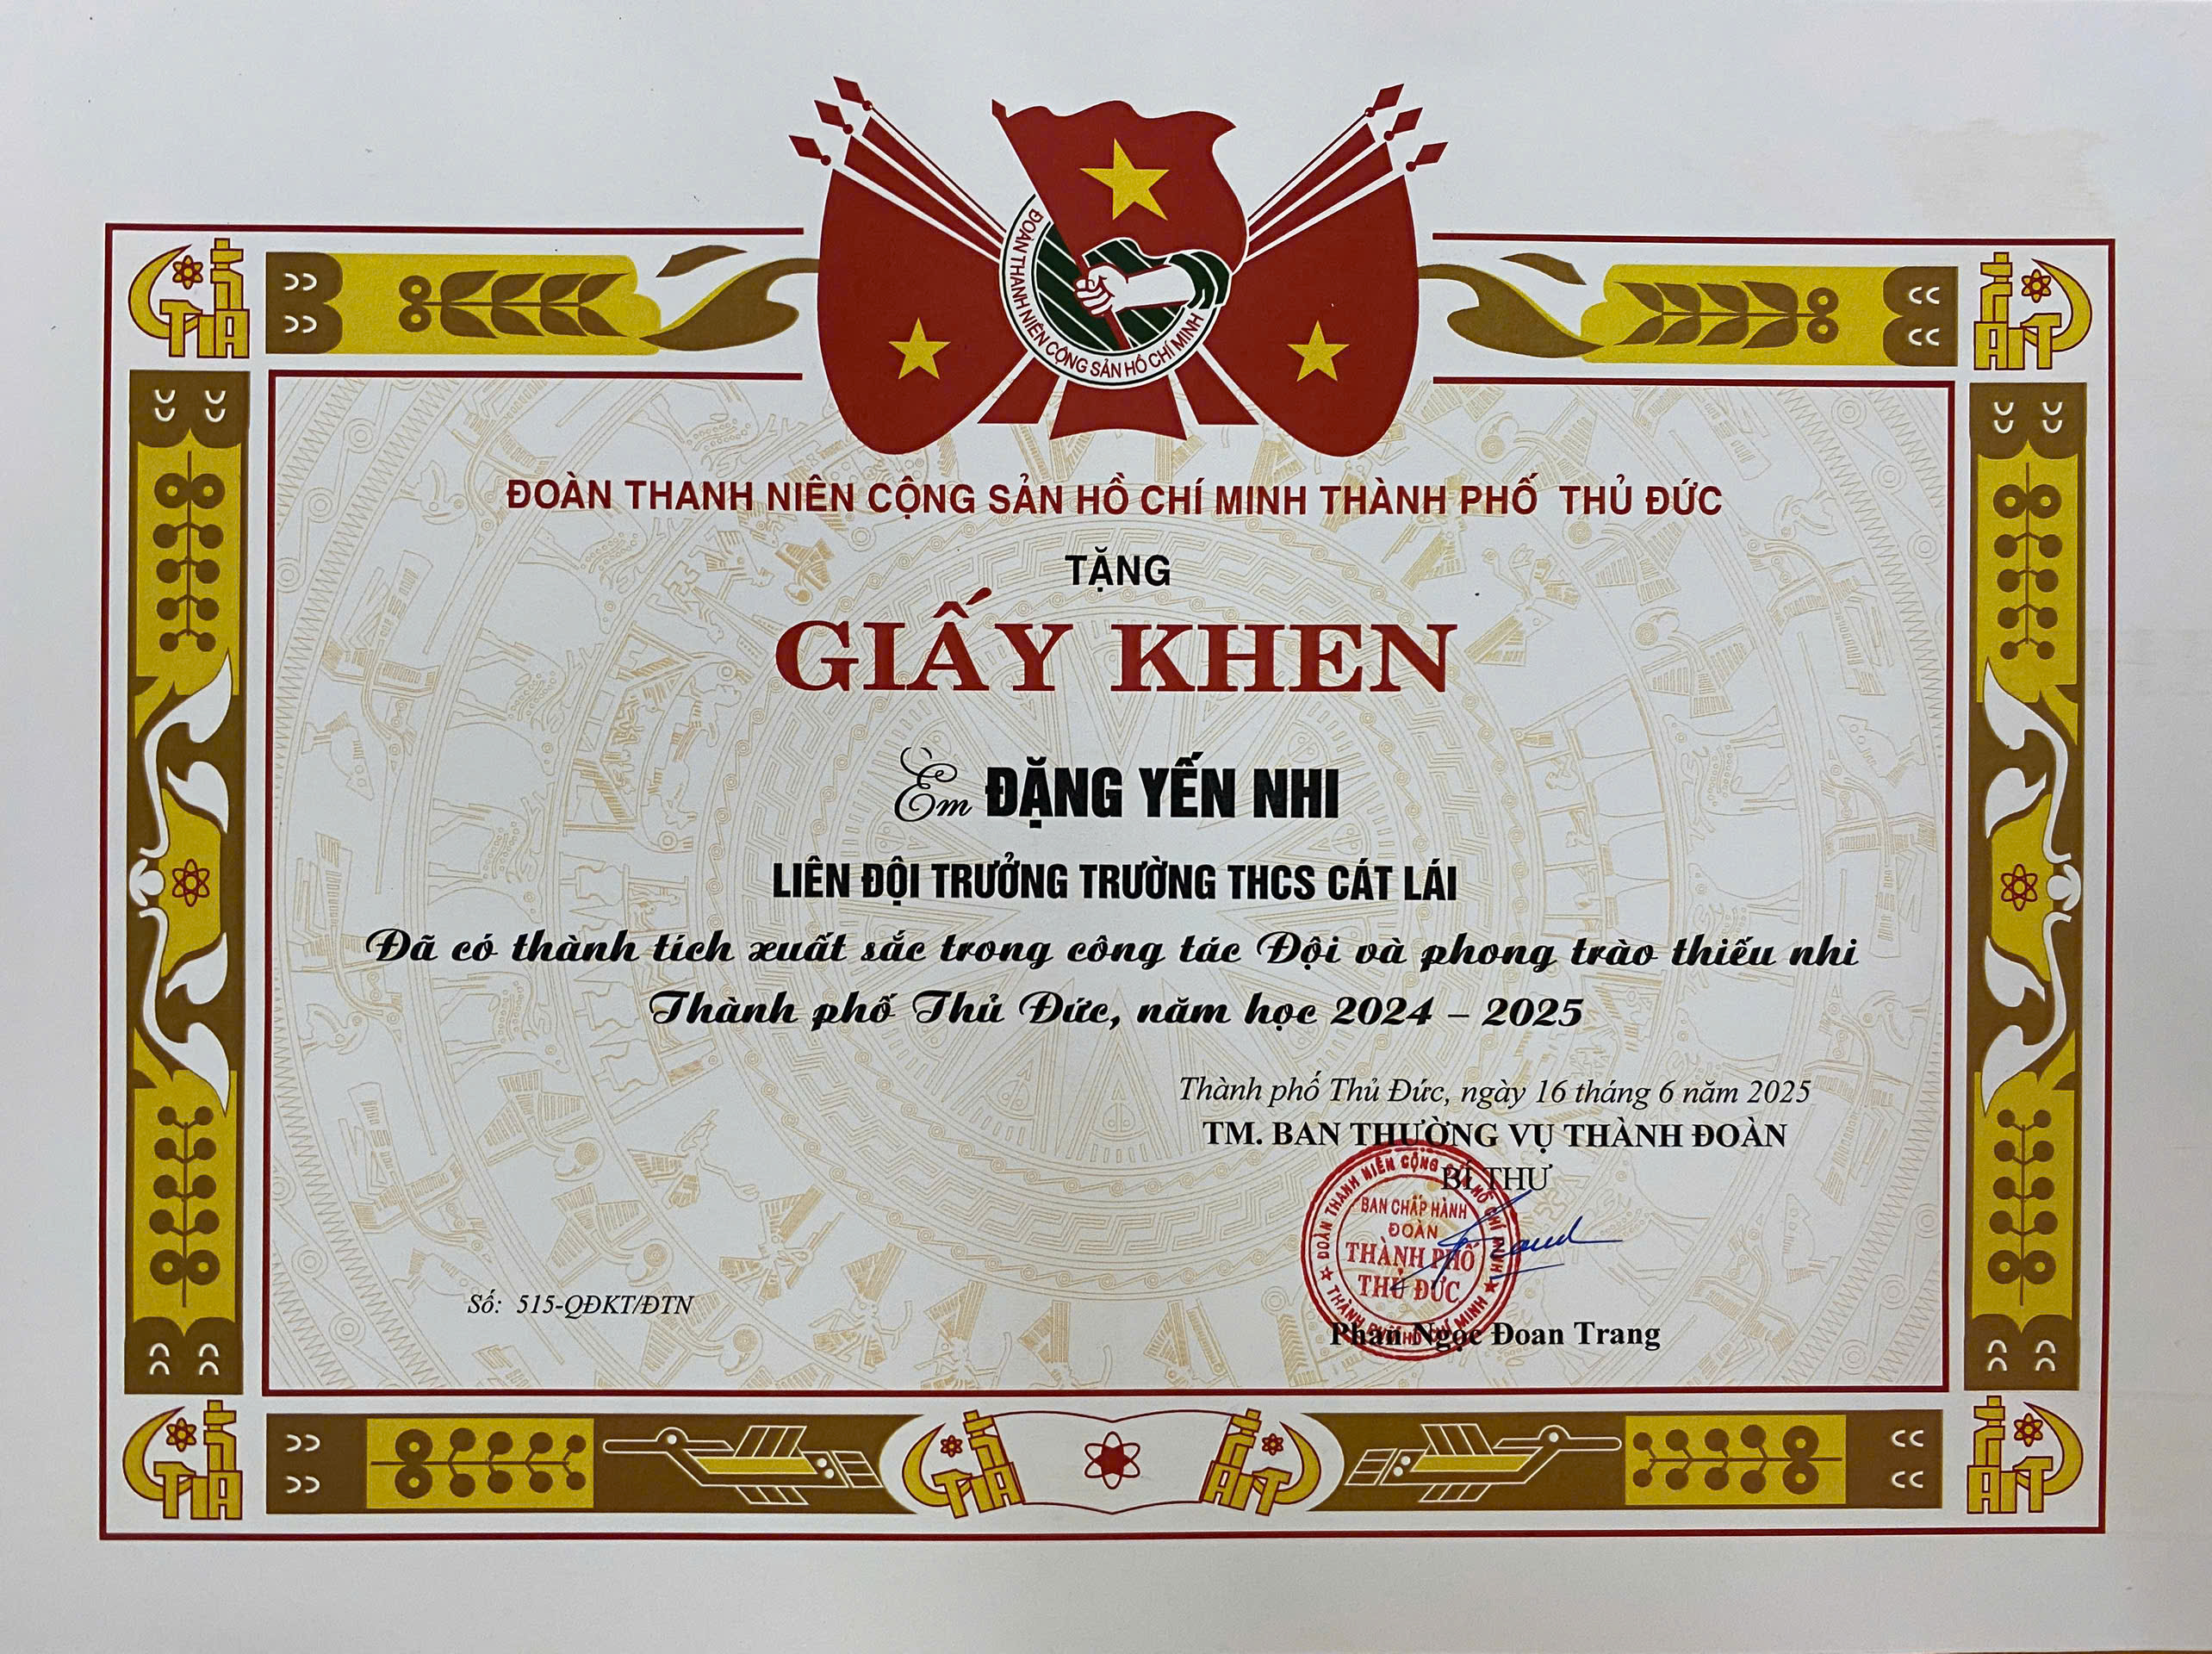 ĐOÀN THANH NIÊN CỘNG SẢN HỒ CHÍ MINH
ĐOÀN THANH NIÊN CỘNG SẢN HỒ CHÍ MINH THÀNH PHỐ THỦ ĐỨC
TẶNG
GIẤY KHEN
Em ĐẶNG YẾN NHI
LIÊN ĐỘI TRƯỞNG TRƯỜNG THCS CÁT LÁI
Đã có thành tích xuất sắc trong công tác Đội và phong trào thiếu nhi
Thành phố Thủ Đức, năm học 2024 – 2025
Thành phố Thủ Đức, ngày 16 tháng 6 năm 2025
TM. BAN THƯỜNG VỤ THÀNH ĐOÀN
BÍ THƯ
BAN CHẤP HÀNH
ĐOÀN
THÀNH PHỐ
THỦ ĐỨC
Số: 515-QĐKT/ĐTN
Phan Ngọc Đoan Trang